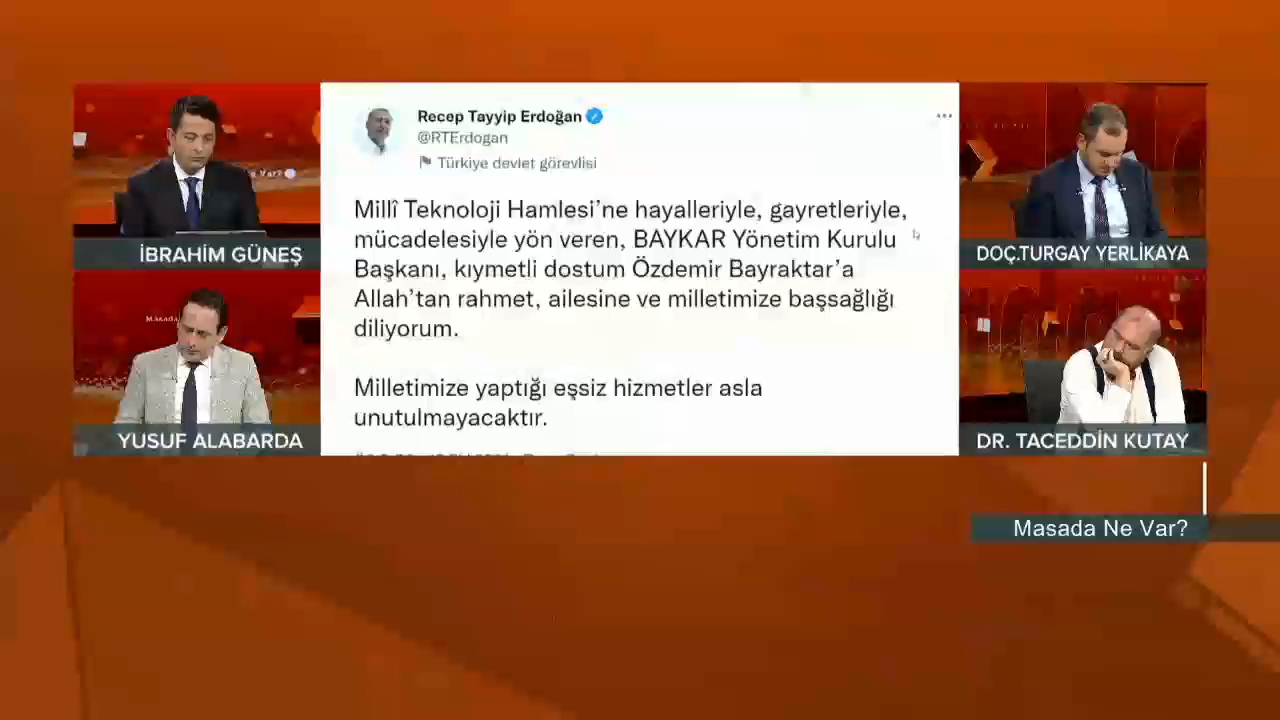 Recep Tayyip Erdoğan
@RTErdogan
Türkiye devlet görevlisi
Millî Teknoloji Hamlesi’ne hayalleriyle, gayretleriyle,
mücadelesiyle yön veren, BAYKAR Yönetim Kurulu
Başkanı, kıymetli dostum Özdemir Bayraktar’a
Allah’tan rahmet, ailesine ve milletimize başsağlığı
diliyorum.
Milletimize yaptığı eşsiz hizmetler asla
unutulmayacaktır.
İBRAHİM GÜNEŞ
YUSUF ALABARDA
DOÇ.TURGAY YERLİKAYA
DR. TACEDDİN KUTAY
Masada Ne Var?